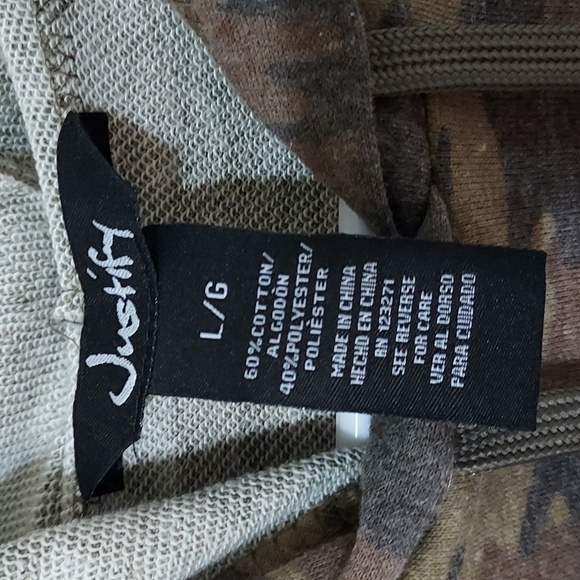 Justify
L/G
60%COTTON/
ALGODÓN
40%POLYESTER/
POLIÉSTER
MADE IN CHINA
HECHO EN CHINA
RN 123271
SEE REVERSE
FOR CARE
VER AL DORSO
PARA CUIDADO